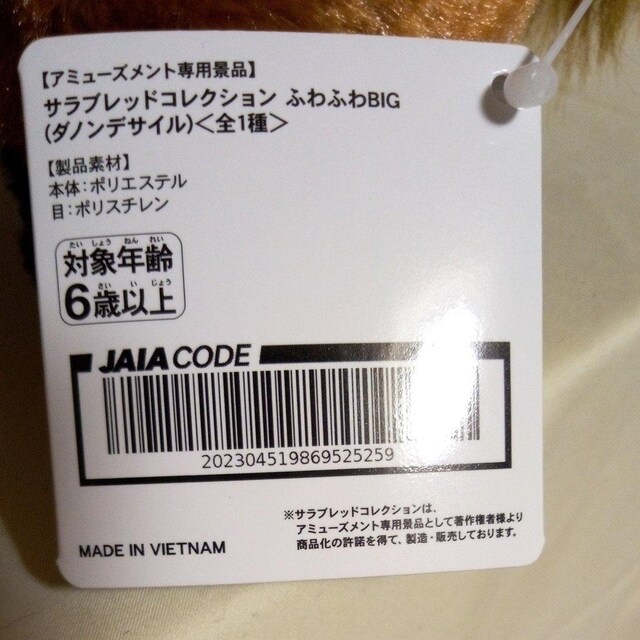 【アミューズメント専用景品】
サラブレッドコレクション ふわふわBIG
(ダノンデサイル)＜全1種＞
【製品素材】
本体：ポリエステル
目：ポリスチレン
たい しょう ねん れい
対象年齢
さい い じょう
6歳以上
JAIA CODE
202304519869525259
※サラブレッドコレクションは、
アミューズメント専用景品として著作権者様より
商品化の許諾を得て、製造・販売しております。
MADE IN VIETNAM